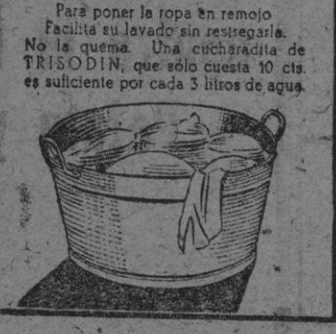 Para poner la ropa en remojo
Facilita su lavado sin restregarla.
No la quema. Una cucharadita de
TRISODIN, que sólo cuesta 10 cts.
es suficiente por cada 3 litros de agua.